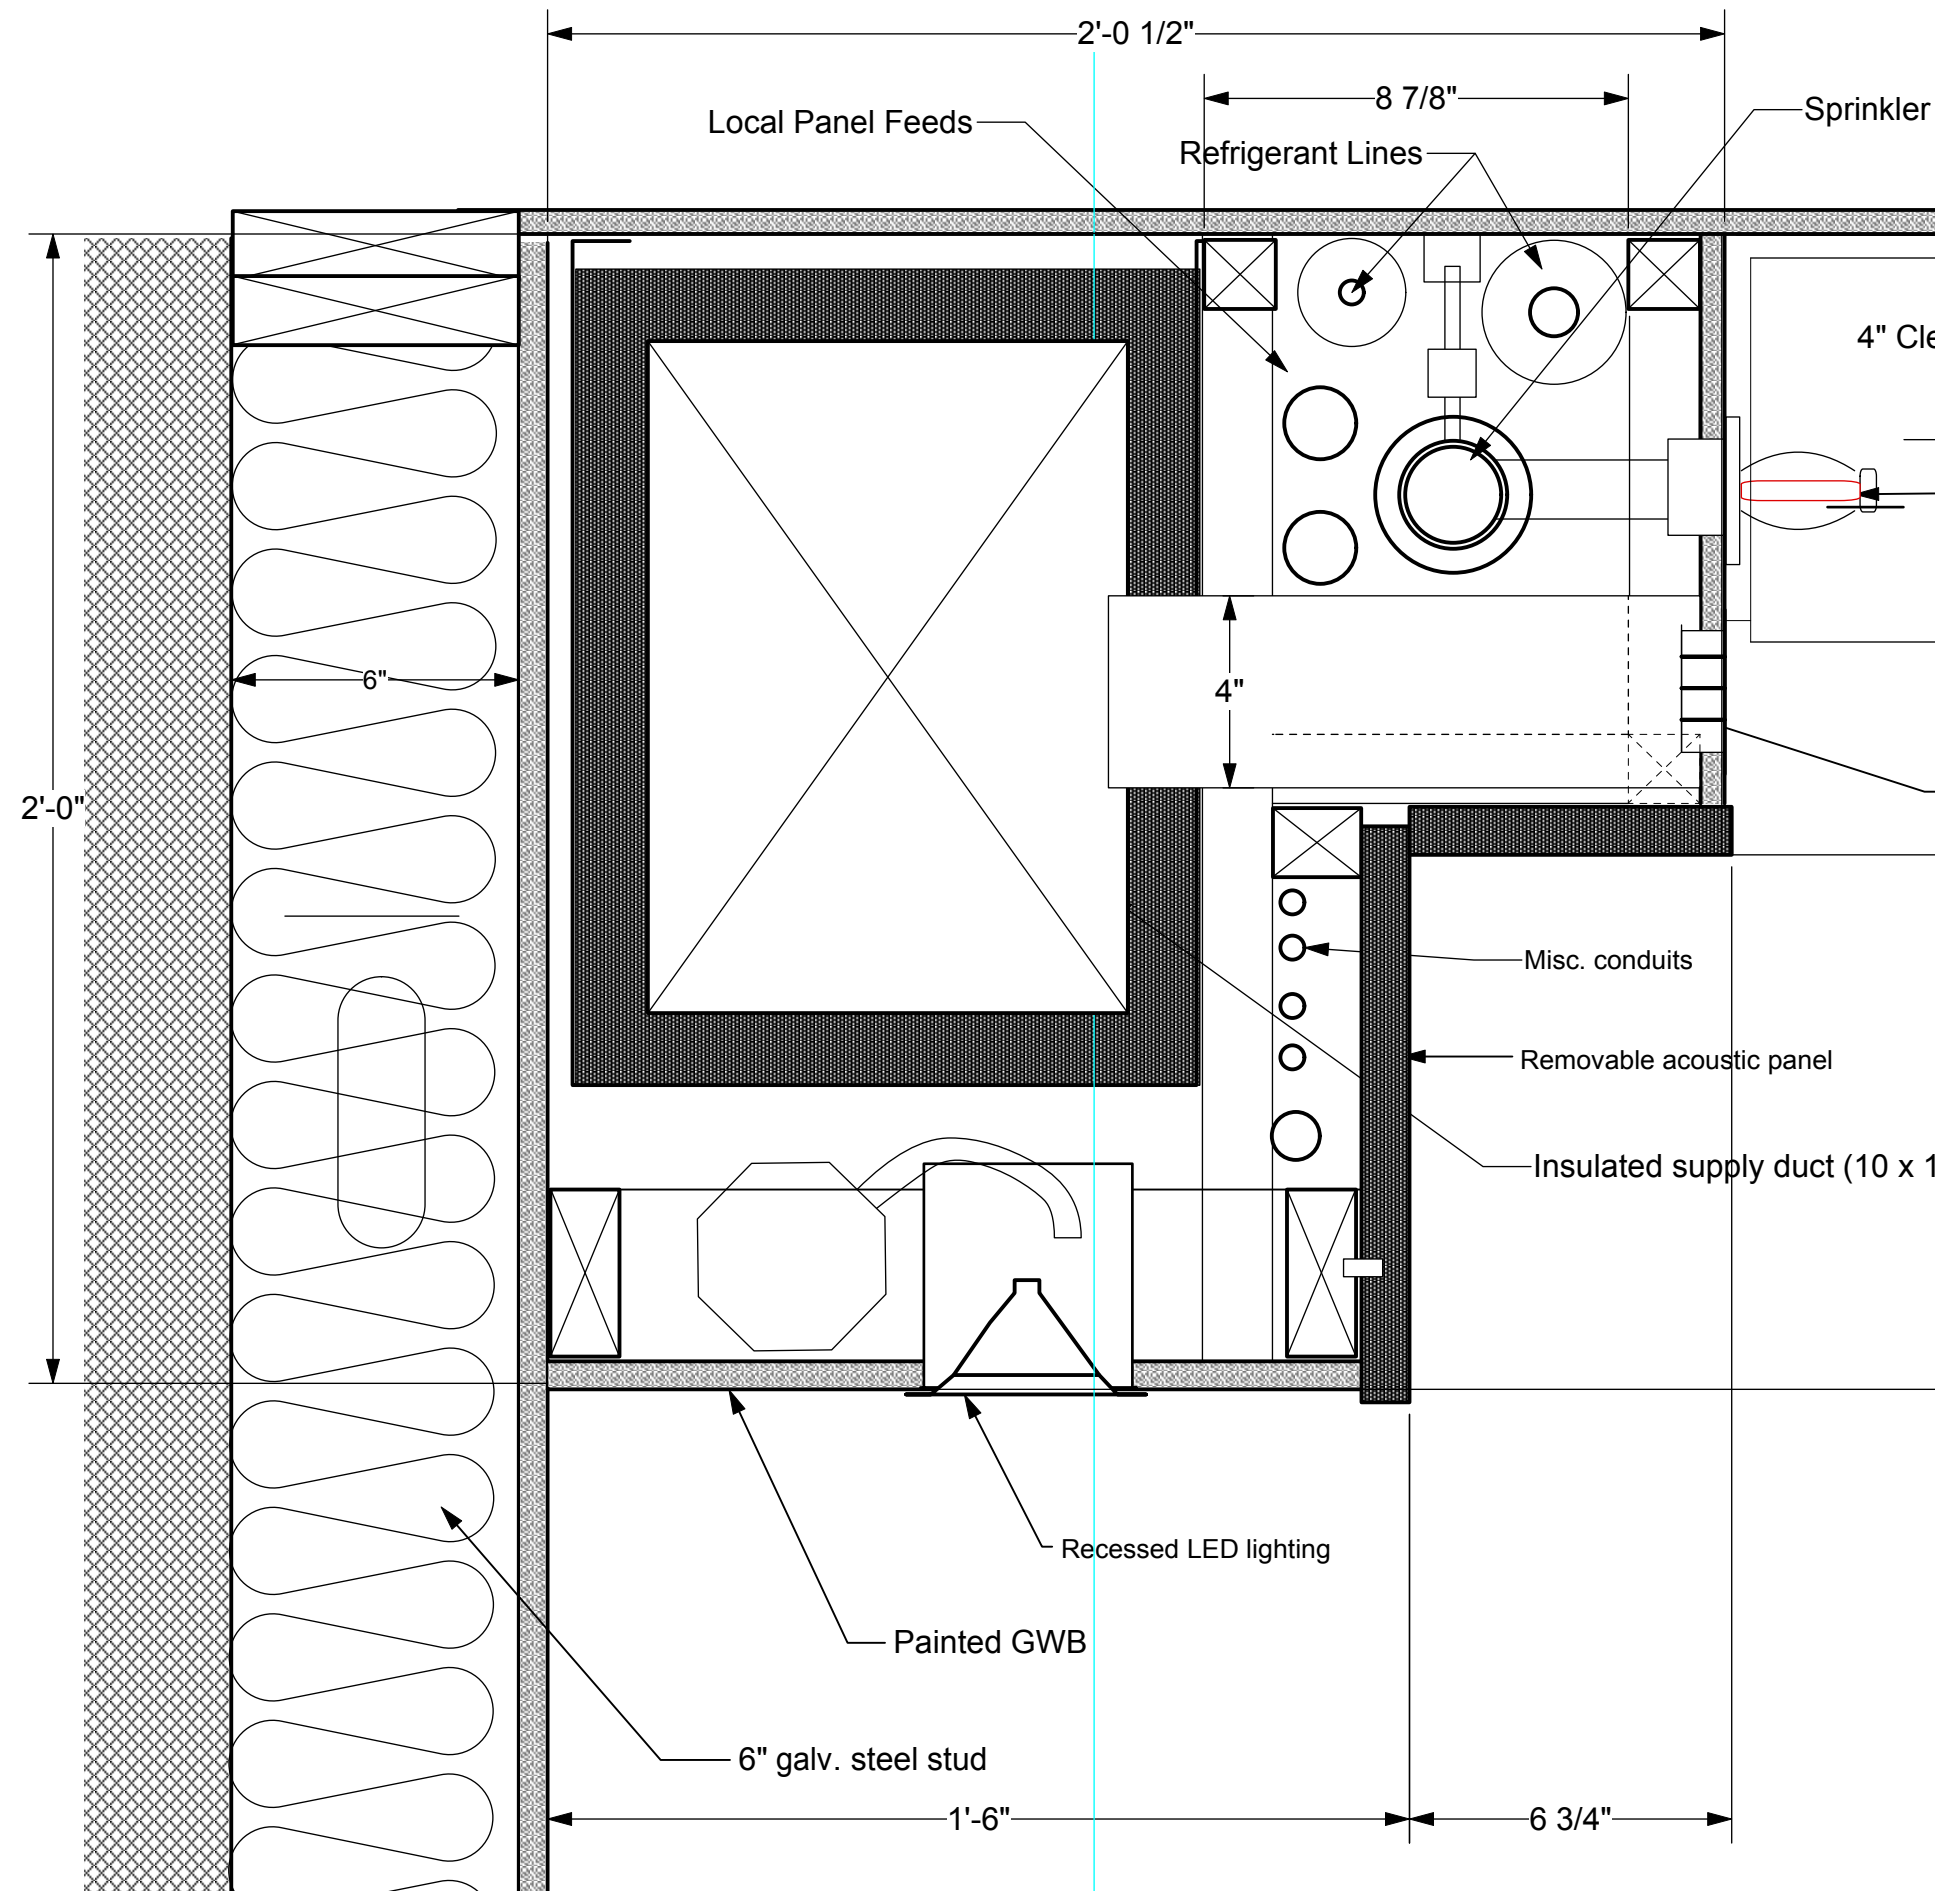 2'-0 1/2"
8 7/8"
Sprinkler
Local Panel Feeds
Refrigerant Lines
4" Cle
6"
4"
2'-0"
Misc. conduits
Removable acoustic panel
Insulated supply duct (10 x 1
Recessed LED lighting
Painted GWB
6" galv. steel stud
1'-6"
6 3/4"